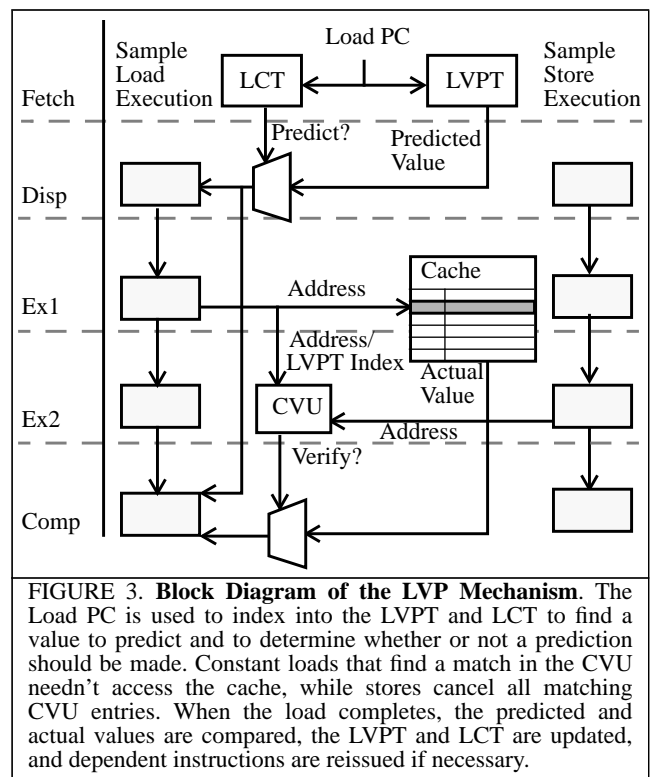 Load PC
Sample
Load
Execution
LCT
LVPT
Sample
Store
Execution
Fetch
Predict?
Predicted
Value
Disp
Cache
Address
Ex1
Address/
LVPT Index
Actual
Value
CVU
Ex2
Address
Verify?
Comp
FIGURE 3. Block Diagram of the LVP Mechanism. The
Load PC is used to index into the LVPT and LCT to find a
value to predict and to determine whether or not a prediction
should be made. Constant loads that find a match in the CVU
needn't access the cache, while stores cancel all matching
CVU entries. When the load completes, the predicted and
actual values are compared, the LVPT and LCT are updated,
and dependent instructions are reissued if necessary.